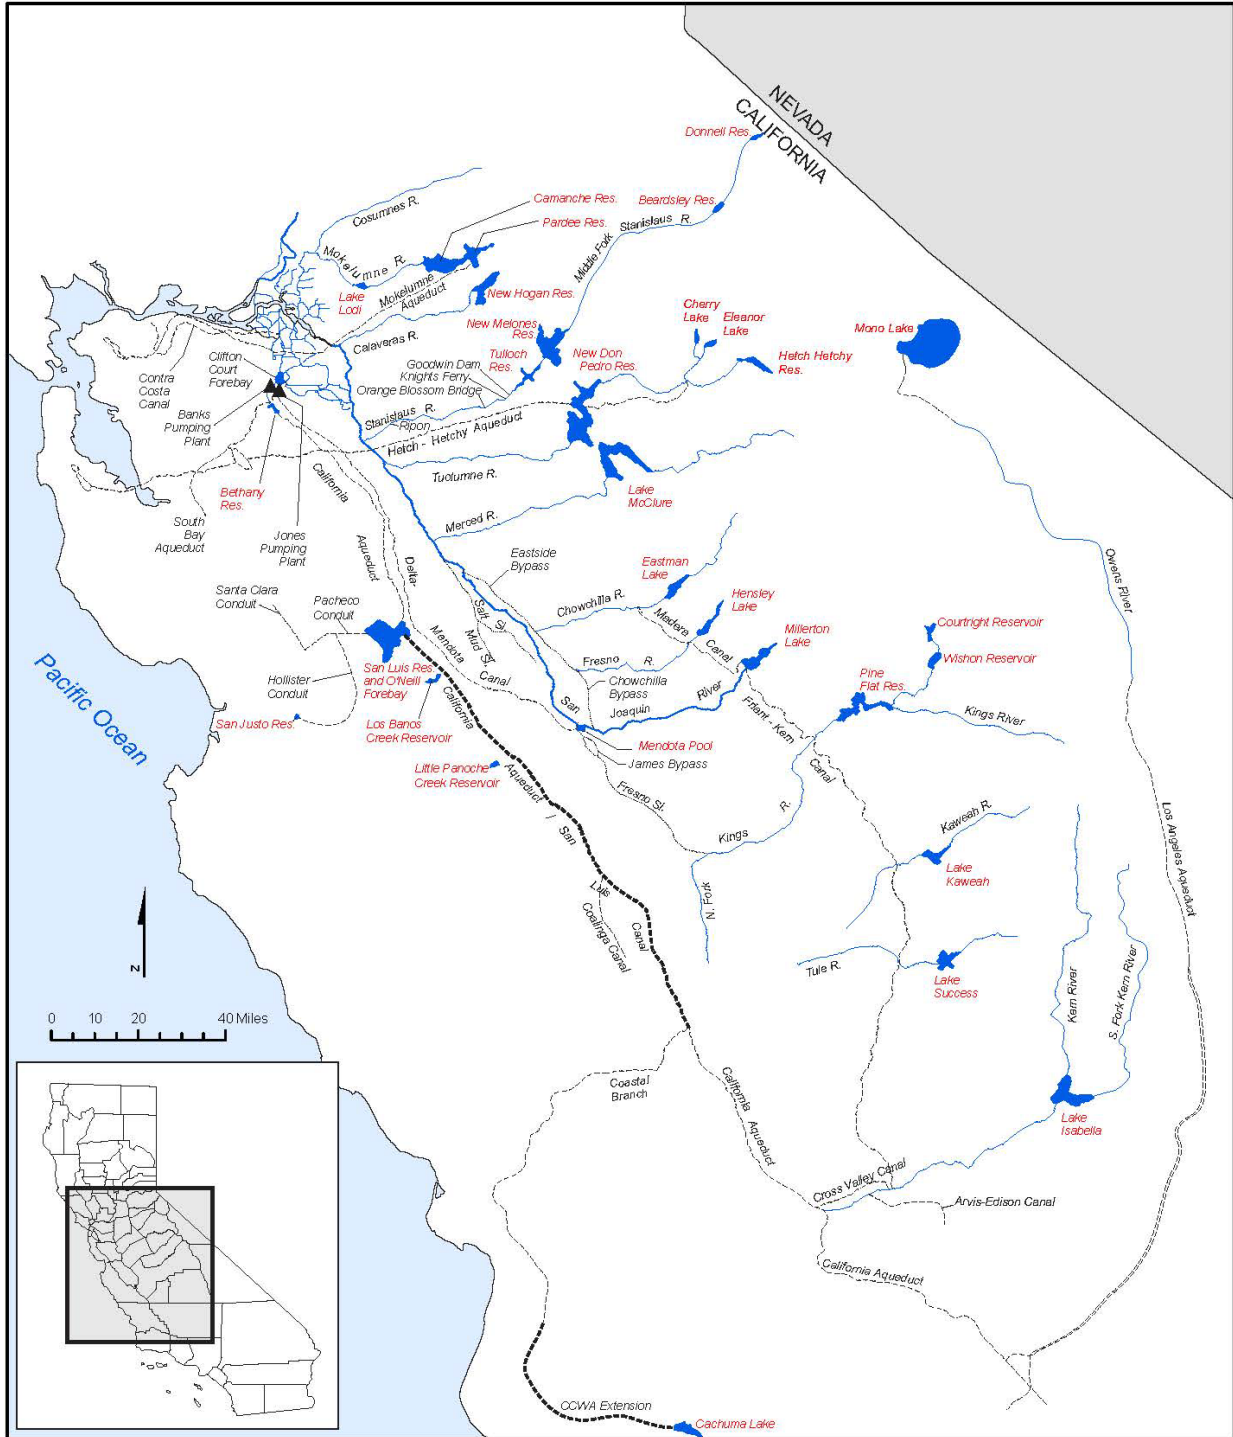 NEVADA
CALIFORNIA
Donnell Res.
Beardsley Res.
Stanislaus R.
Middle Fork
Cosumnes R.
Camanche Res.
Pardee Res.
Mokelumne R.
Lake
Lodi
Mokelumne
Aqueduct
New Hogan Res.
Calaveras R.
New Melones
Res.
Tulloch
Res.
New Don
Pedro Res.
Cherry
Lake
Eleanor
Lake
Hetch Hetchy
Res.
Mono Lake
Contra
Costa
Canal
Clifton
Court
Forebay
Banks
Pumping
Plant
Goodwin Dam
Knights Ferry
Orange Blossom Bridge
Stanislaus R.
Ripon
Hetch - Hetchy Aqueduct
Tuolumne R.
Lake
McClure
Merced R.
Bethany
Res.
South
Bay
Aqueduct
Jones
Pumping
Plant
California
Aqueduct
Delta-
Mendota
Canal
Eastside
Bypass
Salt Sl.
Mud Sl.
Eastman
Lake
Chowchilla R.
Hensley
Lake
Madera
Canal
Millerton
Lake
Fresno R.
Chowchilla
Bypass
San
Joaquin
River
Santa Clara
Conduit
Pacheco
Conduit
Hollister
Conduit
San Justo Res.
San Luis Res.
and O'Neill
Forebay
Los Banos
Creek Reservoir
Little Panoche
Creek Reservoir
California
Aqueduct / San
Luis
Canal
Coalinga Canal
Mendota Pool
James Bypass
Fresno Sl.
Friant - Kern
Canal
Courtright Reservoir
Wishon Reservoir
Pine
Flat Res.
Kings River
Kings R.
N. Fork
Owens River
Los Angeles Aqueduct
Kaweah R.
Lake
Kaweah
Tule R.
Lake
Success
Kern River
S. Fork Kern River
Lake
Isabella
Pacific Ocean
N
0 10 20 40 Miles
Coastal
Branch
California
Aqueduct
Cross Valley Canal
Arvis-Edison Canal
California Aqueduct
CCWA Extension
Cachuma Lake